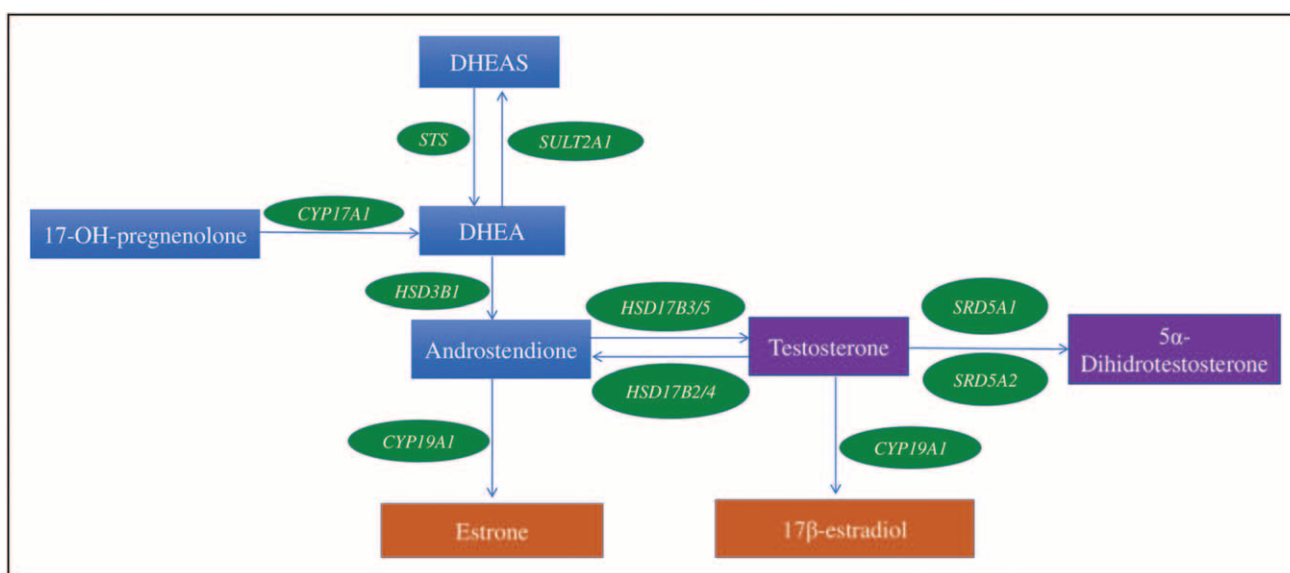 DHEAS
STS
SULT2A1
CYP17A1
17-OH-pregnenolone
DHEA
HSD3B1
HSD17B3/5
SRD5A1
Androstendione
Testosterone
5α-
Dihidrotestosterone
HSD17B2/4
SRD5A2
CYP19A1
CYP19A1
Estrone
17β-estradiol